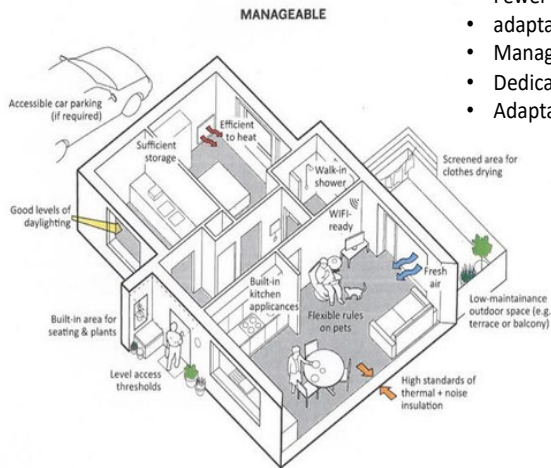 MANAGEABLE
Fewer
• adapta
• Manag
• Dedica
• Adapta
Accessible car parking
(if required)
Efficient
to heat
Sufficient
storage
Walk-in
shower
Screened area for
clothes drying
Good levels of
daylighting
WIFI-
ready
Built-in
kitchen
applicances
Fresh
air
Flexible rules
on pets
Built-in area for
seating & plants
Low-maintainance
outdoor space (e.g.
terrace or balcony)
Level access
thresholds
High standards of
thermal + noise
insulation